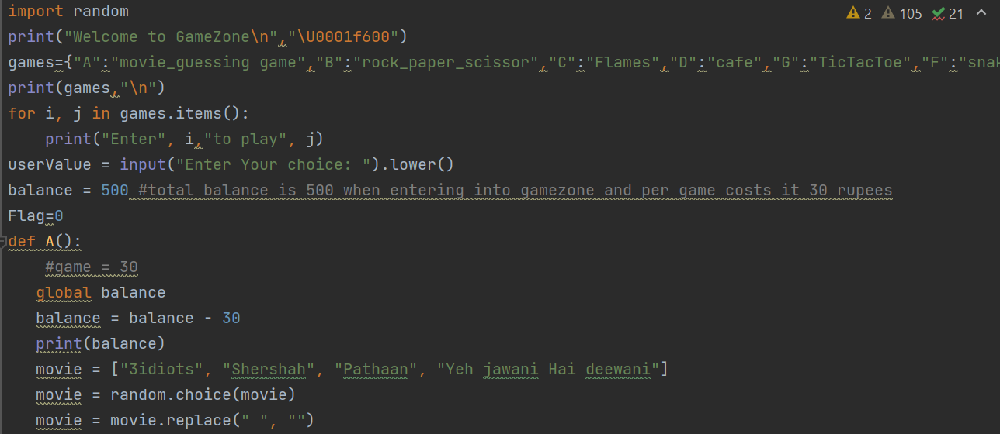 import random
2 105 21
print("Welcome to GameZone\n","\U0001f600")
games={"A":"movie_guessing game","B":"rock_paper_scissor","C":"Flames","D":"cafe","G":"TicTacToe","F":"snak
print(games,"\n")
for i, j in games.items():
    print("Enter", i,"to play", j)
userValue = input("Enter Your choice: ").lower()
balance = 500 #total balance is 500 when entering into gamezone and per game costs it 30 rupees
Flag=0
def A():
    #game = 30
   global balance
   balance = balance - 30
   print(balance)
   movie = ["3idiots", "Shershah", "Pathaan", "Yeh jawani Hai deewani"]
   movie = random.choice(movie)
   movie = movie.replace(" ", "")